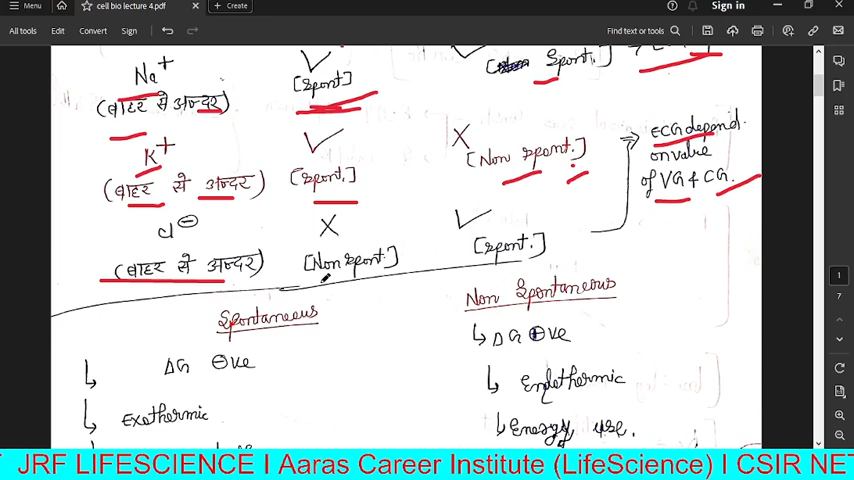 Menu
cell bio lecture 4.pdf
+ Create
Sign in
All tools Edit Convert Sign
Find text or tools
Na⁺
(बाहर से अन्दर)
[Spont]
Spont.]
K⁺
(बाहर से अन्दर)
[Spont.]
X
[Non spont.]
ECG depend
on value
of VG & CG.
Cl⊖
(बाहर से अन्दर)
X
[Non spont.]
[Spont.]
Spontaneous
ΔG ⊖ve
Exothermic
Non Spontaneous
ΔG ⊕ve
Endothermic
Energy use.
1
7
JRF LIFESCIENCE I Aaras Career Institute (LifeScience) I CSIR NET